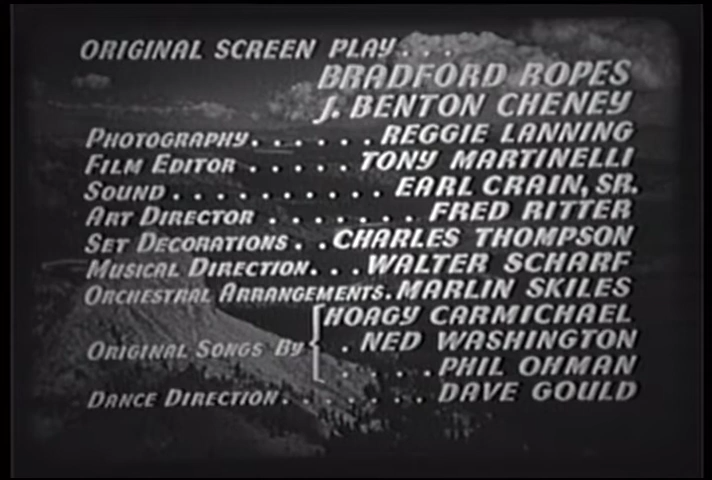 ORIGINAL SCREEN PLAY...
BRADFORD ROPES
J. BENTON CHENEY
PHOTOGRAPHY......REGGIE LANNING
FILM EDITOR.....TONY MARTINELLI
SOUND..........EARL CRAIN, SR.
ART DIRECTOR.......FRED RITTER
SET DECORATIONS..CHARLES THOMPSON
MUSICAL DIRECTION...WALTER SCHARF
ORCHESTRAL ARRANGEMENTS.MARLIN SKILES
HOAGY CARMICHAEL
ORIGINAL SONGS BY { .NED WASHINGTON
....PHIL OHMAN
DANCE DIRECTION.......DAVE GOULD